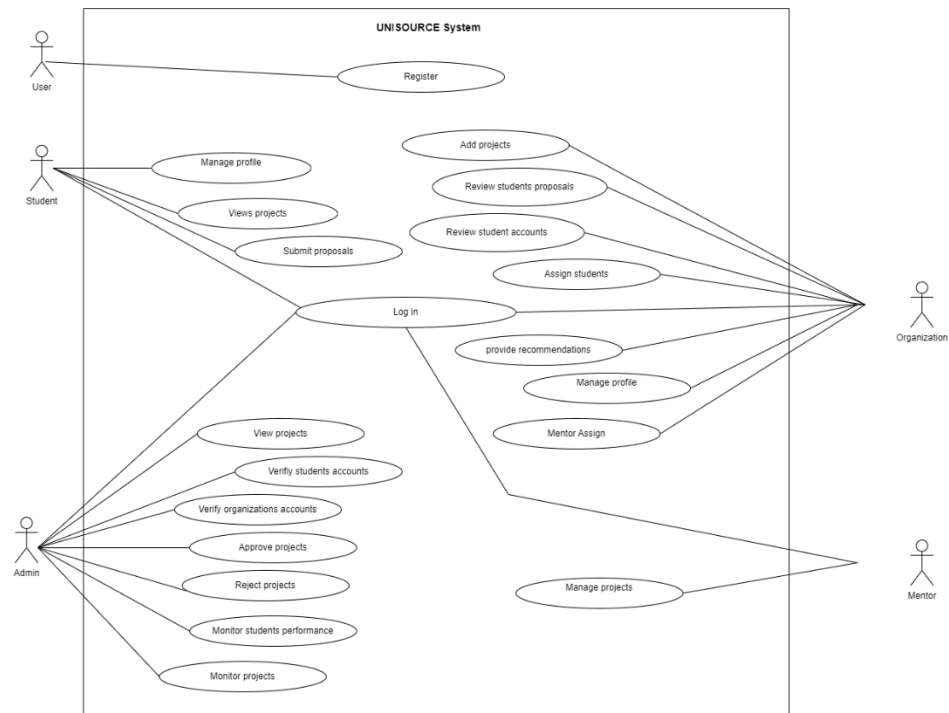 UNISOURCE System
User
Register
Student
Manage profile
Views projects
Submit proposals
Add projects
Review students proposals
Review student accounts
Assign students
Log in
provide recommendations
Manage profile
Mentor Assign
Organization
View projects
Verifiy students accounts
Verify organizations accounts
Approve projects
Reject projects
Monitor students performance
Monitor projects
Admin
Manage projects
Mentor